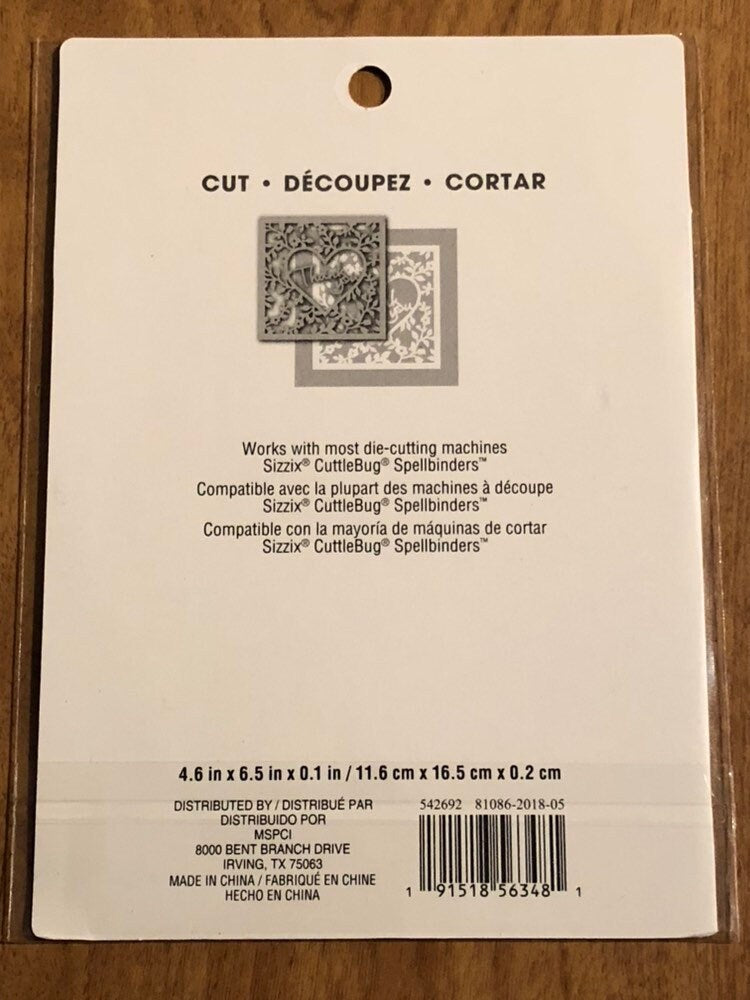 CUT • DÉCOUPEZ • CORTAR
Thank
you
Works with most die-cutting machines
Sizzix® CuttleBug® Spellbinders™
Compatible avec la plupart des machines à découpe
Sizzix® CuttleBug® Spellbinders™
Compatible con la mayoría de máquinas de cortar
Sizzix® CuttleBug® Spellbinders™
4.6 in x 6.5 in x 0.1 in / 11.6 cm x 16.5 cm x 0.2 cm
DISTRIBUTED BY / DISTRIBUÉ PAR
DISTRIBUIDO POR
MSPCI
8000 BENT BRANCH DRIVE
IRVING, TX 75063
MADE IN CHINA / FABRIQUÉ EN CHINE
HECHO EN CHINA
542692 81086-2018-05
1 91518 56348 1